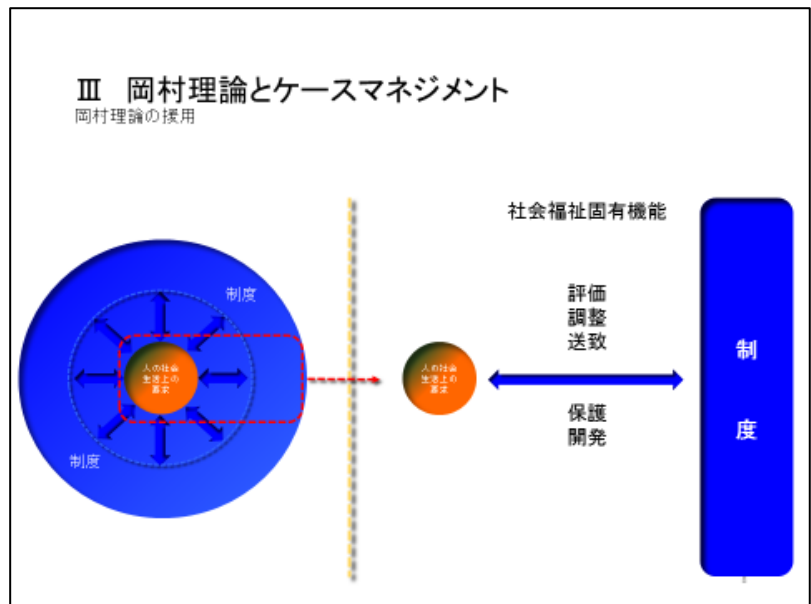 Ⅲ 岡村理論とケースマネジメント
岡村理論の援用
制度
人の社会
生活上の
要求
制度
社会福祉固有機能
評価
調整
送致
人の社会
生活上の
要求
保護
開発
制
度